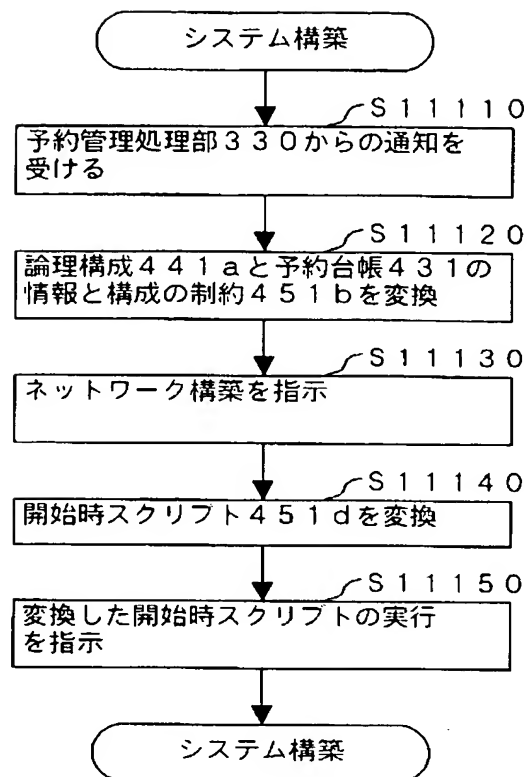 システム構築
S11110
予約管理処理部330からの通知を
受ける
S11120
論理構成441aと予約台帳431の
情報と構成の制約451bを変換
S11130
ネットワーク構築を指示
S11140
開始時スクリプト451dを変換
S11150
変換した開始時スクリプトの実行
を指示
システム構築